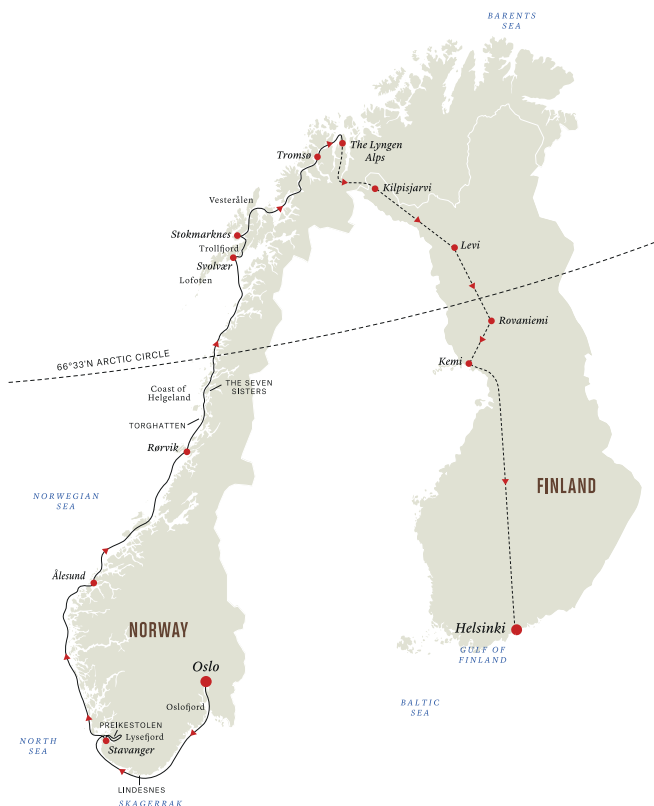 BARENTS
SEA
Tromsø
The Lyngen
Alps
Kilpisjarvi
Vesterålen
Stokmarknes
Trollfjord
Svolvær
Lofoten
Levi
Rovaniemi
Kemi
66°33'N ARCTIC CIRCLE
Coast of
Helgeland
THE SEVEN
SISTERS
TORGHATTEN
Rørvik
NORWEGIAN
SEA
FINLAND
Ålesund
NORWAY
Helsinki
GULF OF
FINLAND
Oslo
Oslofjord
BALTIC
SEA
PREIKESTOLEN
Lysefjord
Stavanger
NORTH
SEA
LINDESNES
SKAGERRAK